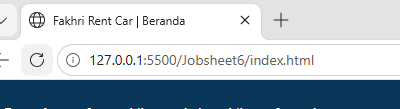 Fakhri Rent Car | Beranda
127.0.0.1:5500/Jobsheet6/index.html